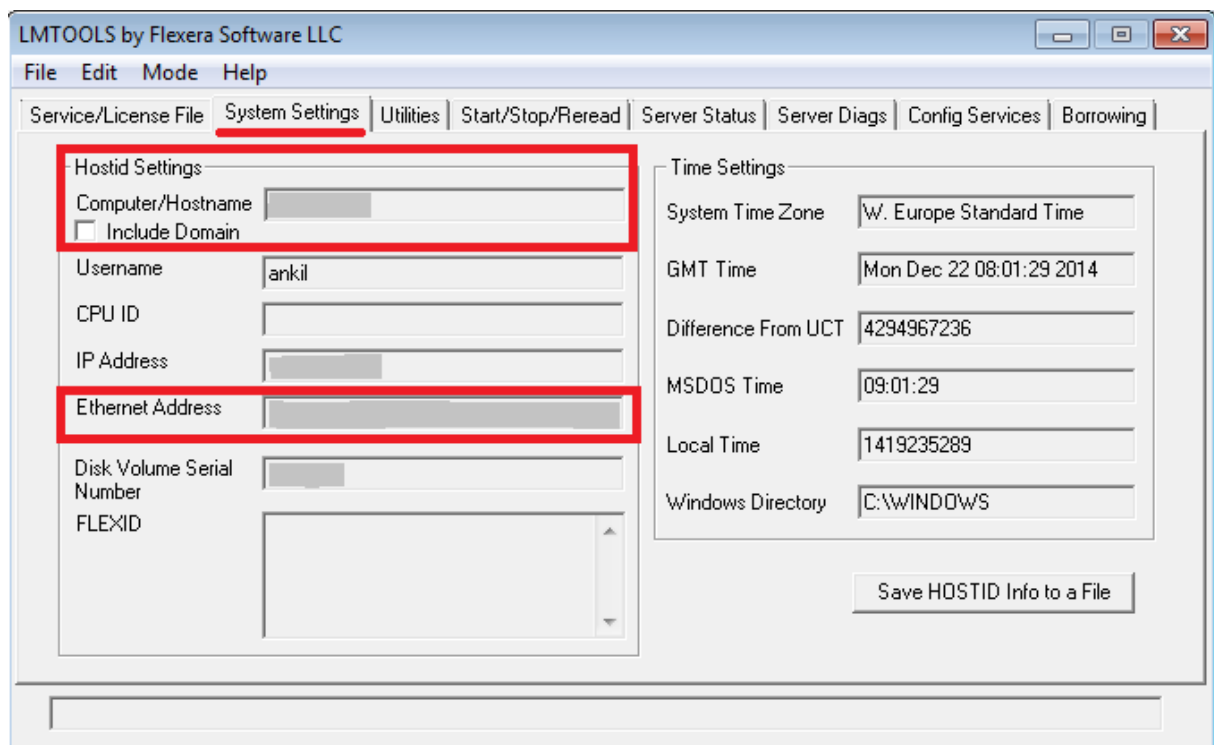 LMTOOLS by Flexera Software LLC
File Edit Mode Help
Service/License File System Settings Utilities Start/Stop/Reread Server Status Server Diags Config Services Borrowing
Hostid Settings
Computer/Hostname
Include Domain
Username ankil
CPU ID
IP Address
Ethernet Address
Disk Volume Serial
Number
FLEXID
Time Settings
System Time Zone W. Europe Standard Time
GMT Time Mon Dec 22 08:01:29 2014
Difference From UCT 4294967236
MSDOS Time 09:01:29
Local Time 1419235289
Windows Directory C:\WINDOWS
Save HOSTID Info to a File